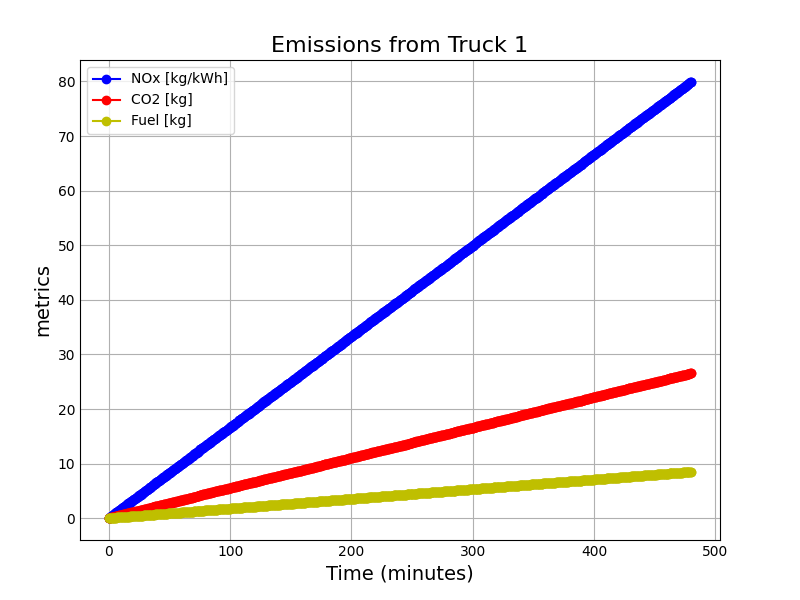 Emissions from Truck 1
NOx [kg/kWh]
CO2 [kg]
Fuel [kg]
80
70
60
50
40
30
20
10
0
metrics
0 100 200 300 400 500
Time (minutes)